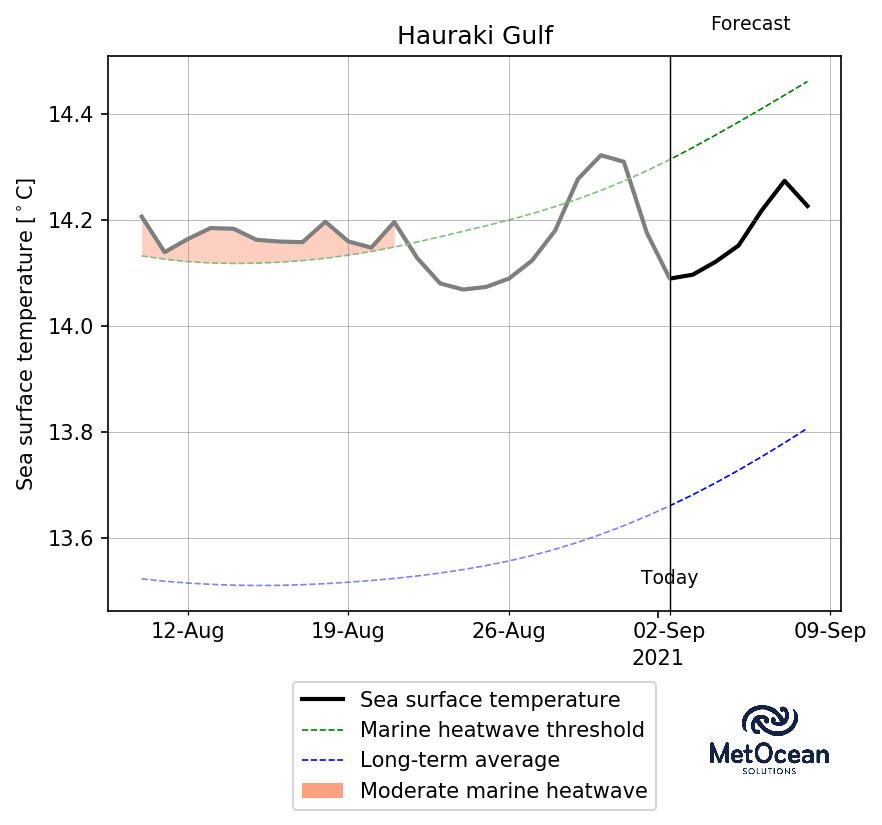 Forecast
Hauraki Gulf
Sea surface temperature [°C]
14.4
14.2
14.0
13.8
13.6
Today
12-Aug 19-Aug 26-Aug 02-Sep 09-Sep
2021
Sea surface temperature
Marine heatwave threshold
Long-term average
Moderate marine heatwave
MetOcean
SOLUTIONS